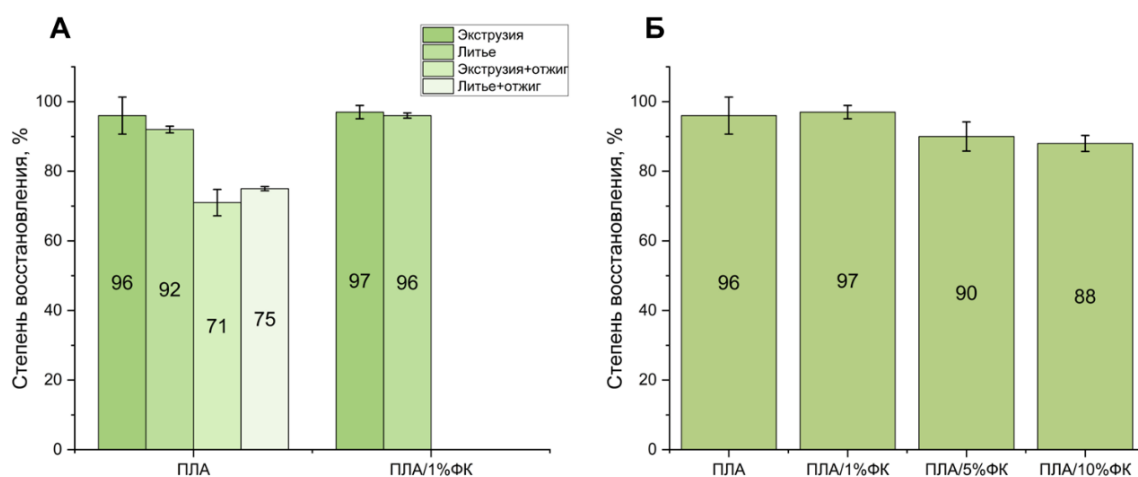 А
Экструзия
Литье
Экструзия+отжиг
Литье+отжиг
Степень восстановления, %
100
80
60
40
20
0
96
92
71
75
97
96
ПЛА
ПЛА/1%ФК
Б
Степень восстановления, %
100
80
60
40
20
0
96
97
90
88
ПЛА
ПЛА/1%ФК
ПЛА/5%ФК
ПЛА/10%ФК